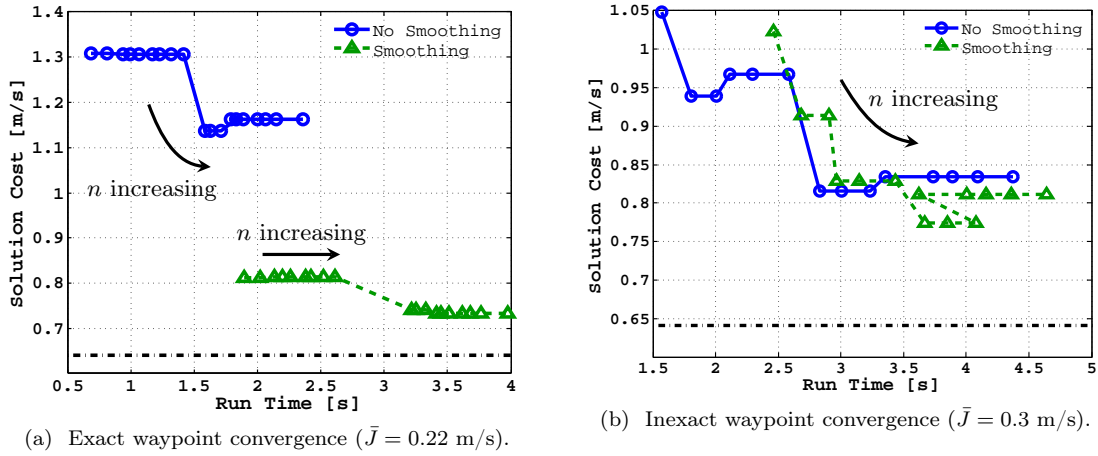 Solution Cost [m/s]
1.4
1.3
1.2
1.1
1
0.9
0.8
0.7
No Smoothing
Smoothing
n increasing
n increasing
0.5 1 1.5 2 2.5 3 3.5 4
Run Time [s]
(a) Exact waypoint convergence (J̄ = 0.22 m/s).
Solution Cost [m/s]
1.05
1
0.95
0.9
0.85
0.8
0.75
0.7
0.65
No Smoothing
Smoothing
n increasing
1.5 2 2.5 3 3.5 4 4.5 5
Run Time [s]
(b) Inexact waypoint convergence (J̄ = 0.3 m/s).